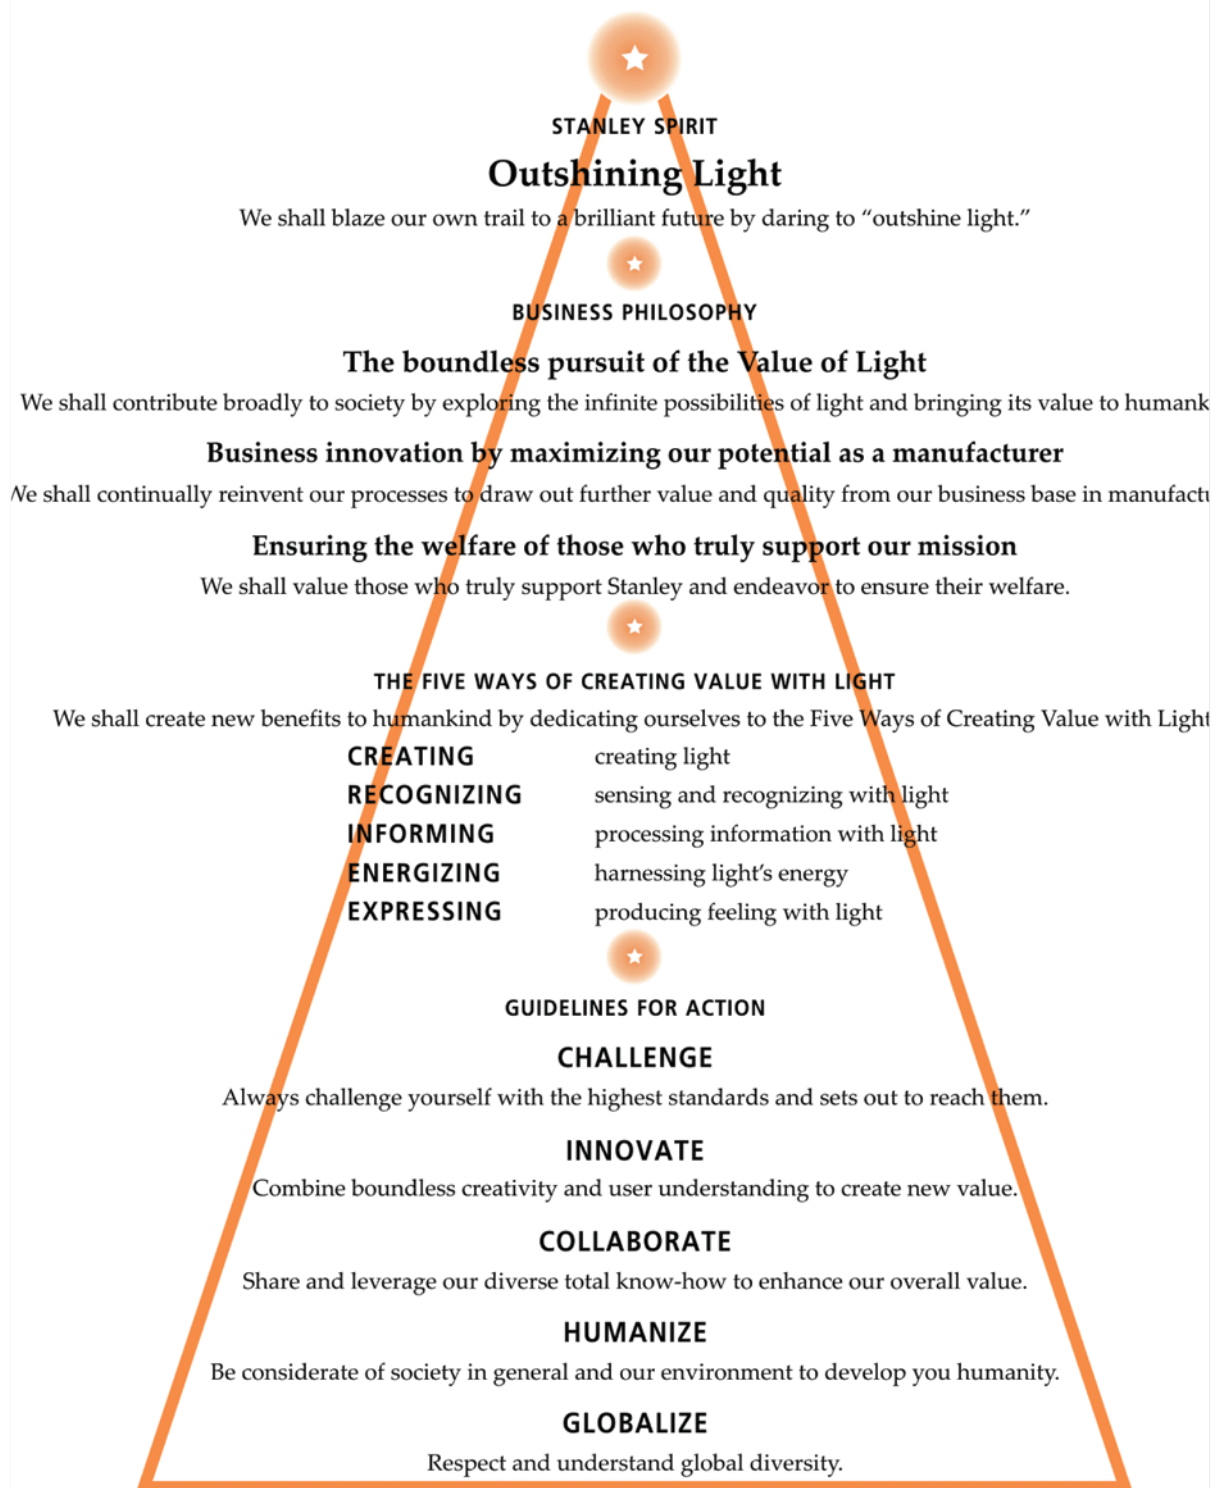 STANLEY SPIRIT
Outshining Light
We shall blaze our own trail to a brilliant future by daring to “outshine light.”
BUSINESS PHILOSOPHY
The boundless pursuit of the Value of Light
We shall contribute broadly to society by exploring the infinite possibilities of light and bringing its value to humank
Business innovation by maximizing our potential as a manufacturer
We shall continually reinvent our processes to draw out further value and quality from our business base in manufactu
Ensuring the welfare of those who truly support our mission
We shall value those who truly support Stanley and endeavor to ensure their welfare.
THE FIVE WAYS OF CREATING VALUE WITH LIGHT
We shall create new benefits to humankind by dedicating ourselves to the Five Ways of Creating Value with Light
CREATING creating light
RECOGNIZING sensing and recognizing with light
INFORMING processing information with light
ENERGIZING harnessing light’s energy
EXPRESSING producing feeling with light
GUIDELINES FOR ACTION
CHALLENGE
Always challenge yourself with the highest standards and sets out to reach them.
INNOVATE
Combine boundless creativity and user understanding to create new value.
COLLABORATE
Share and leverage our diverse total know-how to enhance our overall value.
HUMANIZE
Be considerate of society in general and our environment to develop you humanity.
GLOBALIZE
Respect and understand global diversity.